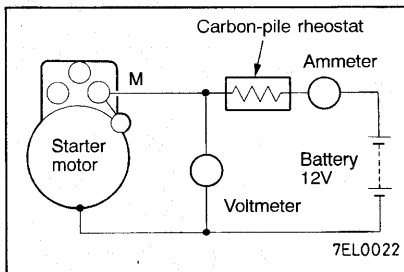 Carbon-pile rheostat
Ammeter
M
Starter
motor
Battery
12V
Voltmeter
7EL0022